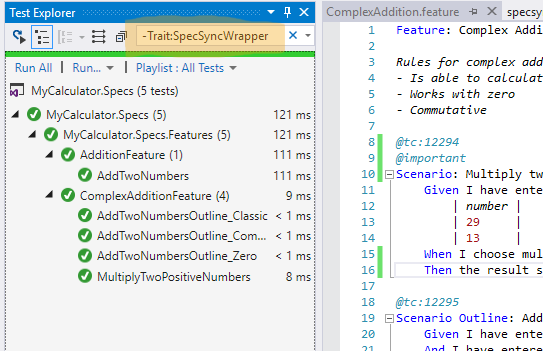 Test Explorer
-Trait:SpecSyncWrapper
Run All | Run... | Playlist : All Tests
MyCalculator.Specs (5 tests)
MyCalculator.Specs (5) 121 ms
MyCalculator.Specs.Features (5) 121 ms
AdditionFeature (1) 111 ms
AddTwoNumbers 111 ms
ComplexAdditionFeature (4) 9 ms
AddTwoNumbersOutline_Classic < 1 ms
AddTwoNumbersOutline_Com... < 1 ms
AddTwoNumbersOutline_Zero < 1 ms
MultiplyTwoPositiveNumbers 8 ms
ComplexAddition.feature specsy
1 Feature: Complex Addi
2
3 Rules for complex add
4 - Is able to calculat
5 - Works with zero
6 - Commutative
7
8 @tc:12294
9 @important
10 Scenario: Multiply tw
11 Given I have ente
12 | number |
13 | 29 |
14 | 13 |
15 When I choose mul
16 Then the result s
17
18 @tc:12295
19 Scenario Outline: Add
20 Given I have ente
21 And I have entere